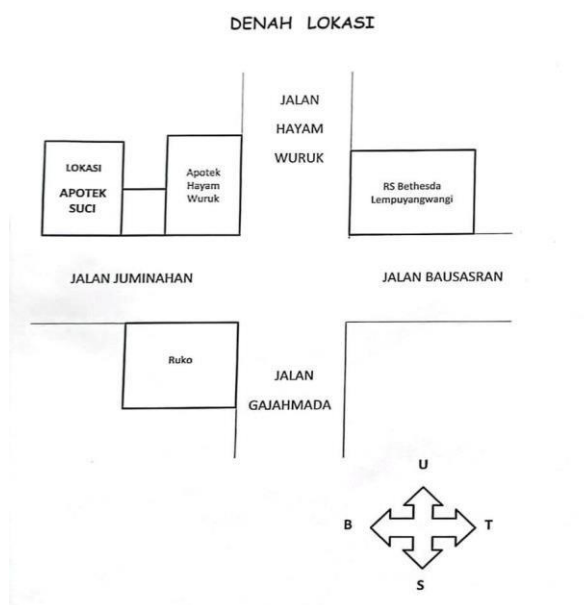 DENAH LOKASI
JALAN
HAYAM
WURUK
LOKASI
APOTEK
SUCI
Apotek
Hayam
Wuruk
RS Bethesda
Lempuyangwangi
JALAN JUMINAHAN
JALAN BAUSASRAN
Ruko
JALAN
GAJAHMADA
U
B
T
S